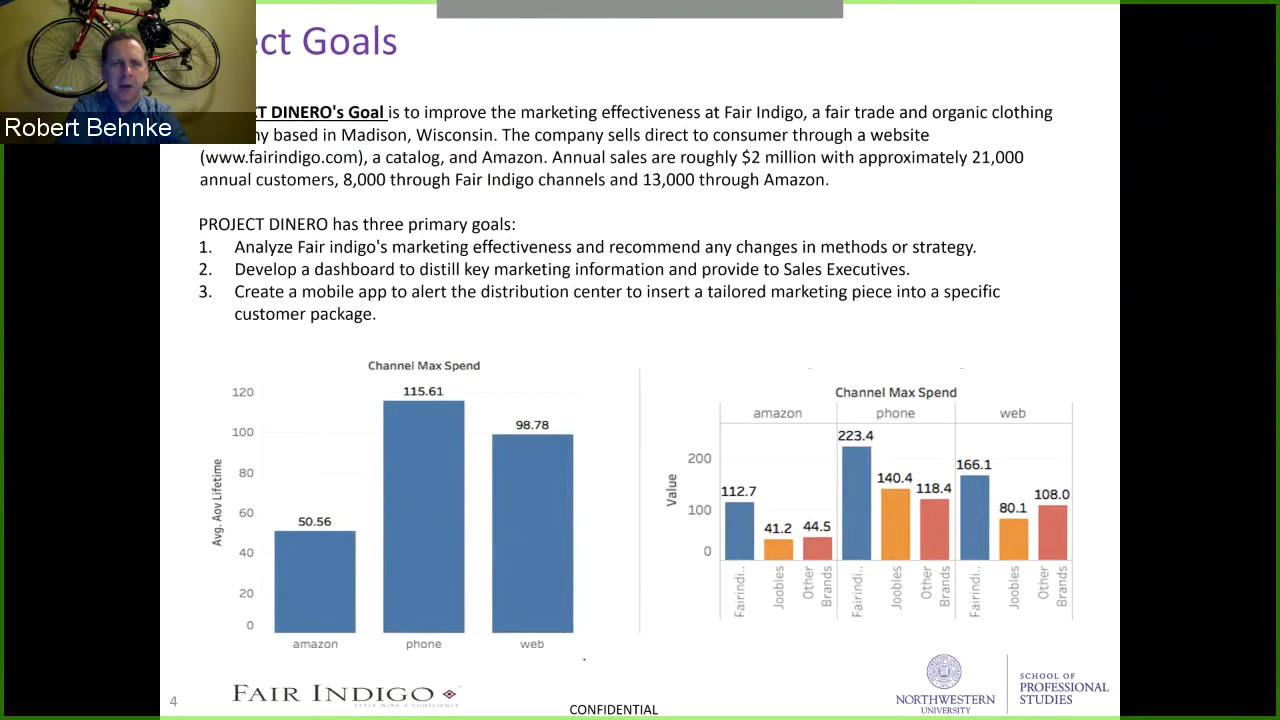 ect Goals
Robert Behnke
T DINERO's Goal is to improve the marketing effectiveness at Fair Indigo, a fair trade and organic clothing
ny based in Madison, Wisconsin. The company sells direct to consumer through a website
(www.fairindigo.com), a catalog, and Amazon. Annual sales are roughly $2 million with approximately 21,000
annual customers, 8,000 through Fair Indigo channels and 13,000 through Amazon.
PROJECT DINERO has three primary goals:
1. Analyze Fair indigo's marketing effectiveness and recommend any changes in methods or strategy.
2. Develop a dashboard to distill key marketing information and provide to Sales Executives.
3. Create a mobile app to alert the distribution center to insert a tailored marketing piece into a specific
customer package.
Channel Max Spend
120
100
80
60
40
20
0
Avg. Aov Lifetime
50.56
115.61
98.78
amazon phone web
Channel Max Spend
amazon phone web
200
100
0
Value
112.7
41.2
44.5
223.4
140.4
118.4
166.1
80.1
108.0
Fairindi..
Joobles
Other
Brands
Fairindi..
Joobles
Other
Brands
Fairindi..
Joobles
Other
Brands
4
FAIR INDIGO
STYLE WITH A CONSCIENCE
CONFIDENTIAL
NORTHWESTERN
UNIVERSITY
SCHOOL OF
PROFESSIONAL
STUDIES